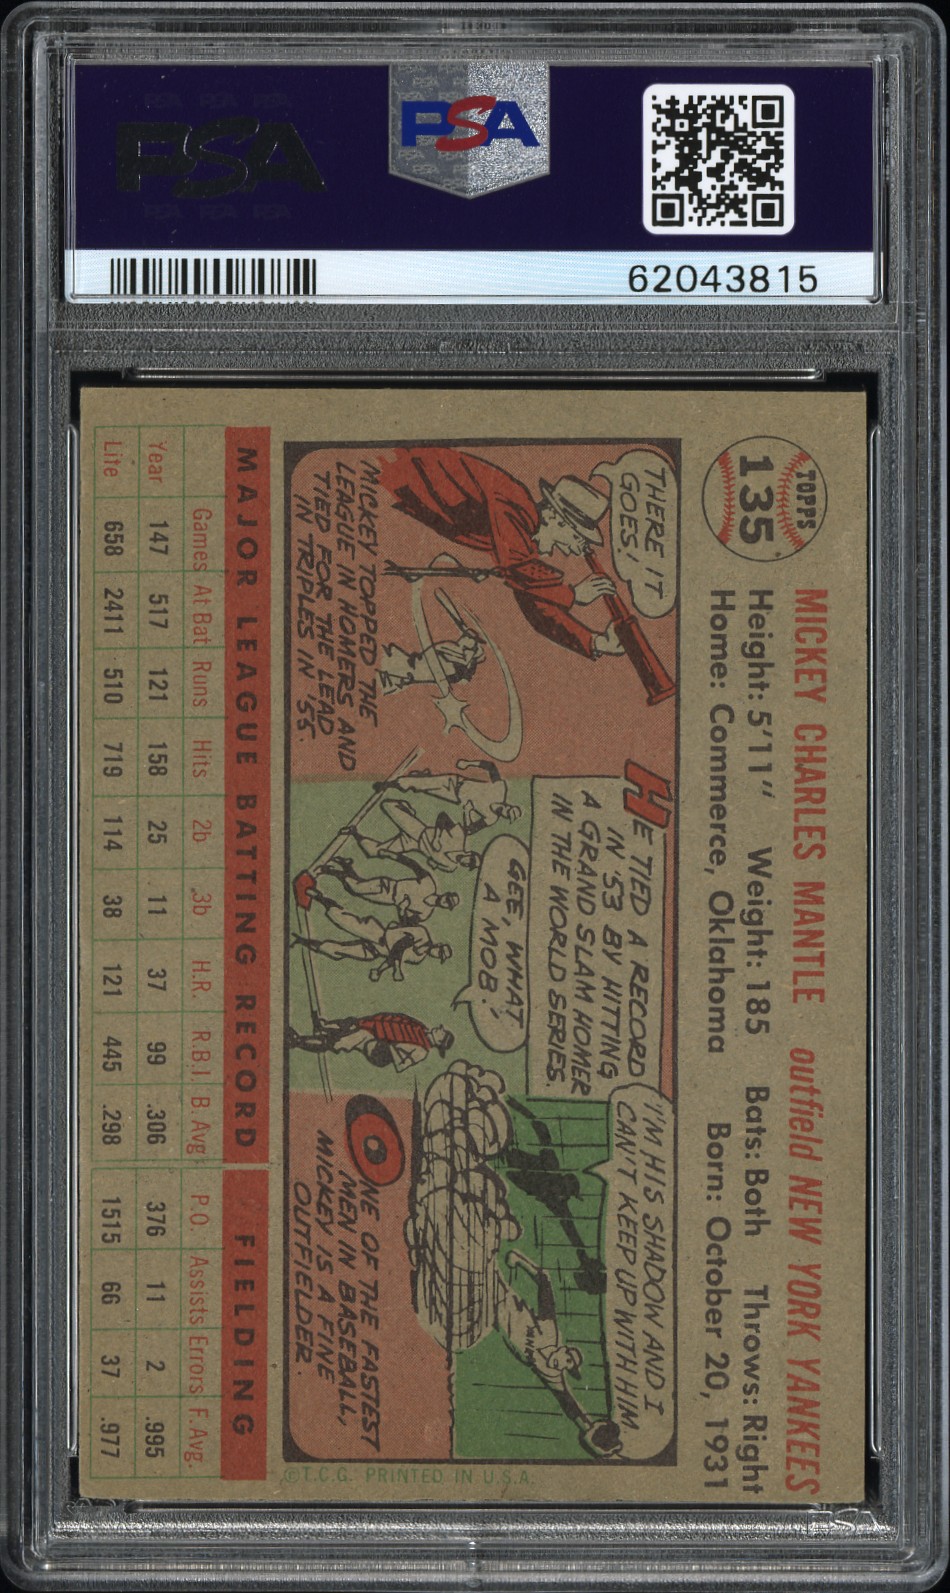 PSA
PSA
62043815
TOPPS
135
MICKEY CHARLES MANTLE outfield NEW YORK YANKEES
Height: 5'11" Weight: 185 Bats: Both Throws: Right
Home: Commerce, Oklahoma Born: October 20, 1931
THERE IT
GOES!
MICKEY TOPPED THE
LEAGUE IN HOMERS AND
TIED FOR THE LEAD
IN TRIPLES IN '55.
HE TIED A RECORD
IN '53 BY HITTING
A GRAND SLAM HOMER
IN THE WORLD SERIES.
GEE, WHAT
A MOB.
I'M HIS SHADOW AND I
CAN'T KEEP UP WITH HIM
ONE OF THE FASTEST
MEN IN BASEBALL,
MICKEY IS A FINE
OUTFIELDER.
©T.C.G. PRINTED IN U.S.A.
MAJOR LEAGUE BATTING RECORD FIELDING
Games At Bat Runs Hits 2b 3b H.R. R.B.I. B. Avg P.O. Assists Errors F. Avg.
Year 147 517 121 158 25 11 37 99 .306 376 11 2 .995
Life 658 2411 510 719 114 38 121 445 .298 1515 66 37 .977